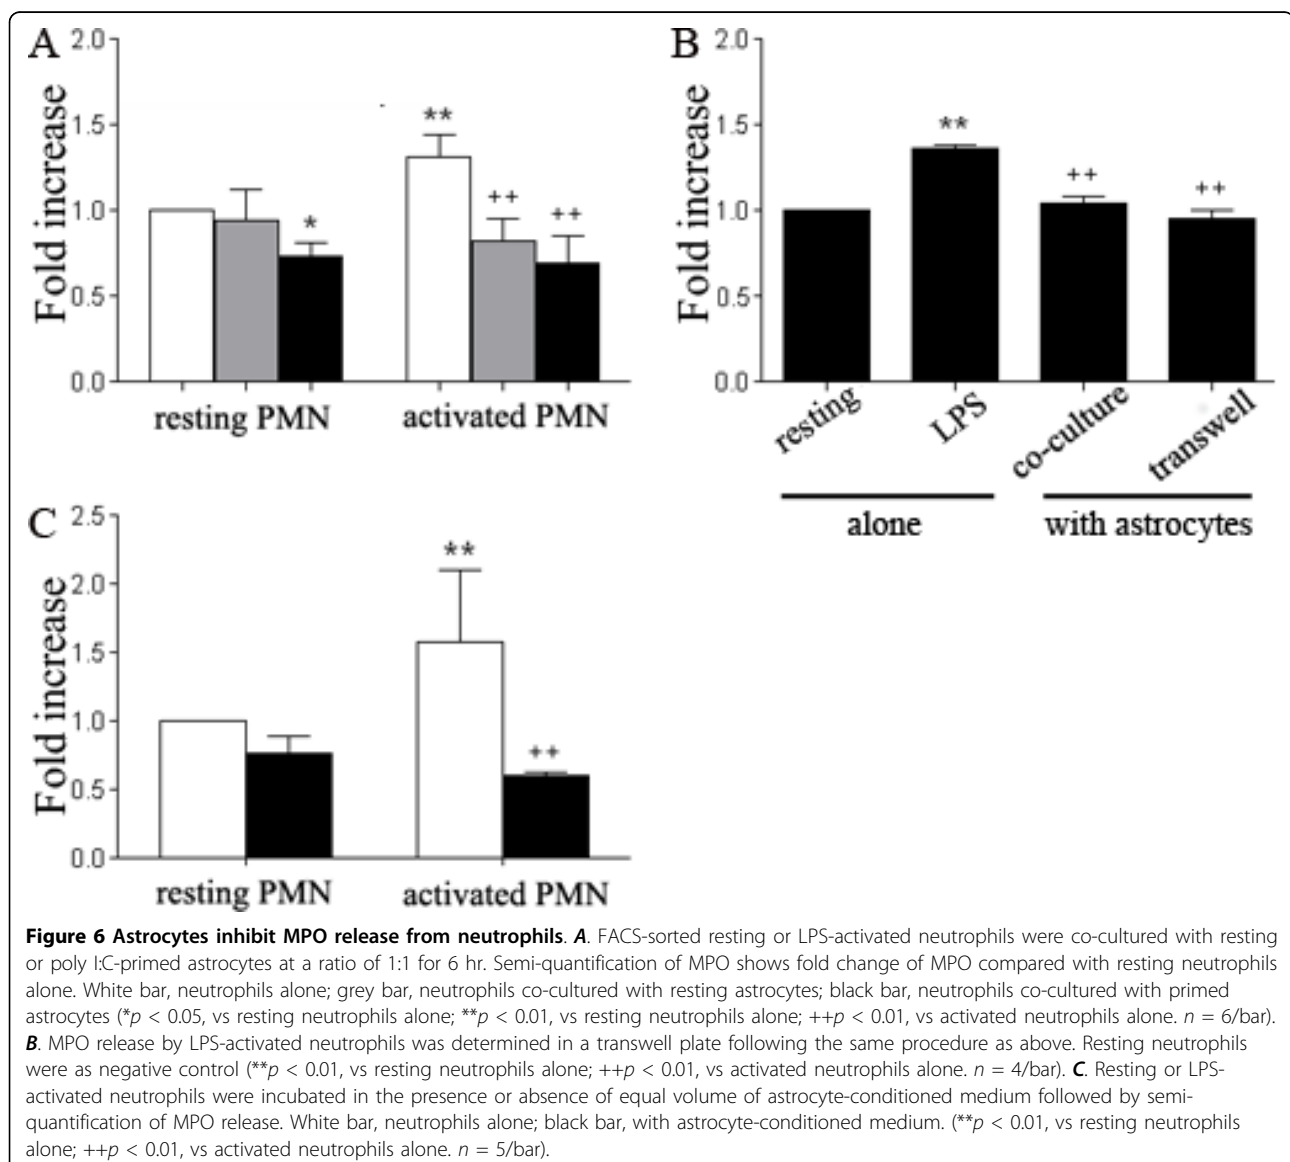 A
2.0
1.5
1.0
0.5
0.0
Fold increase
**
*
++
++
resting PMN
activated PMN
B
2.0
1.5
1.0
0.5
0.0
Fold increase
**
++
++
resting
LPS
co-culture
transwell
alone
with astrocytes
C
2.5
2.0
1.5
1.0
0.5
0.0
Fold increase
**
++
resting PMN
activated PMN
Figure 6 Astrocytes inhibit MPO release from neutrophils. A. FACS-sorted resting or LPS-activated neutrophils were co-cultured with resting
or poly I:C-primed astrocytes at a ratio of 1:1 for 6 hr. Semi-quantification of MPO shows fold change of MPO compared with resting neutrophils
alone. White bar, neutrophils alone; grey bar, neutrophils co-cultured with resting astrocytes; black bar, neutrophils co-cultured with primed
astrocytes (*p < 0.05, vs resting neutrophils alone; **p < 0.01, vs resting neutrophils alone; ++p < 0.01, vs activated neutrophils alone. n = 6/bar).
B. MPO release by LPS-activated neutrophils was determined in a transwell plate following the same procedure as above. Resting neutrophils
were as negative control (**p < 0.01, vs resting neutrophils alone; ++p < 0.01, vs activated neutrophils alone. n = 4/bar). C. Resting or LPS-
activated neutrophils were incubated in the presence or absence of equal volume of astrocyte-conditioned medium followed by semi-
quantification of MPO release. White bar, neutrophils alone; black bar, with astrocyte-conditioned medium. (**p < 0.01, vs resting neutrophils
alone; ++p < 0.01, vs activated neutrophils alone. n = 5/bar).